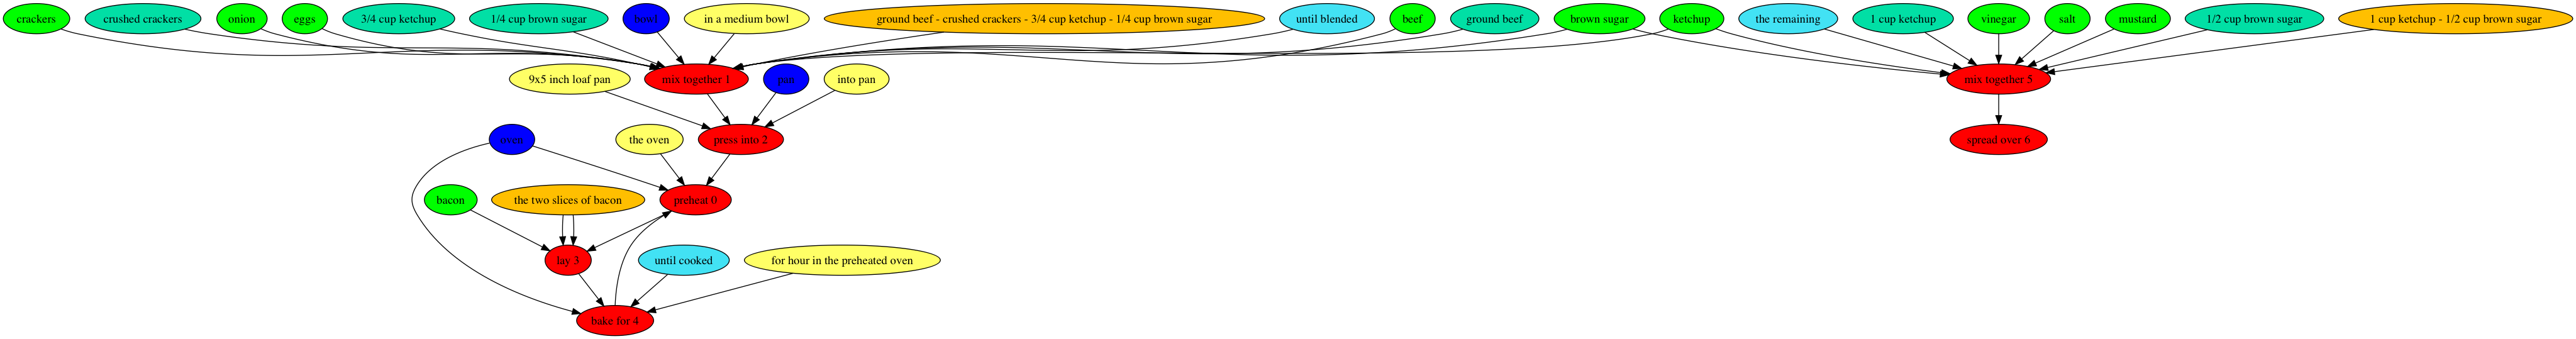 crackers
crushed crackers
onion
eggs
3/4 cup ketchup
1/4 cup brown sugar
bowl
in a medium bowl
ground beef - crushed crackers - 3/4 cup ketchup - 1/4 cup brown sugar
until blended
beef
ground beef
brown sugar
ketchup
the remaining
1 cup ketchup
vinegar
salt
mustard
1/2 cup brown sugar
1 cup ketchup - 1/2 cup brown sugar
9x5 inch loaf pan
mix together 1
pan
into pan
mix together 5
oven
the oven
press into 2
spread over 6
bacon
the two slices of bacon
preheat 0
lay 3
until cooked
for hour in the preheated oven
bake for 4